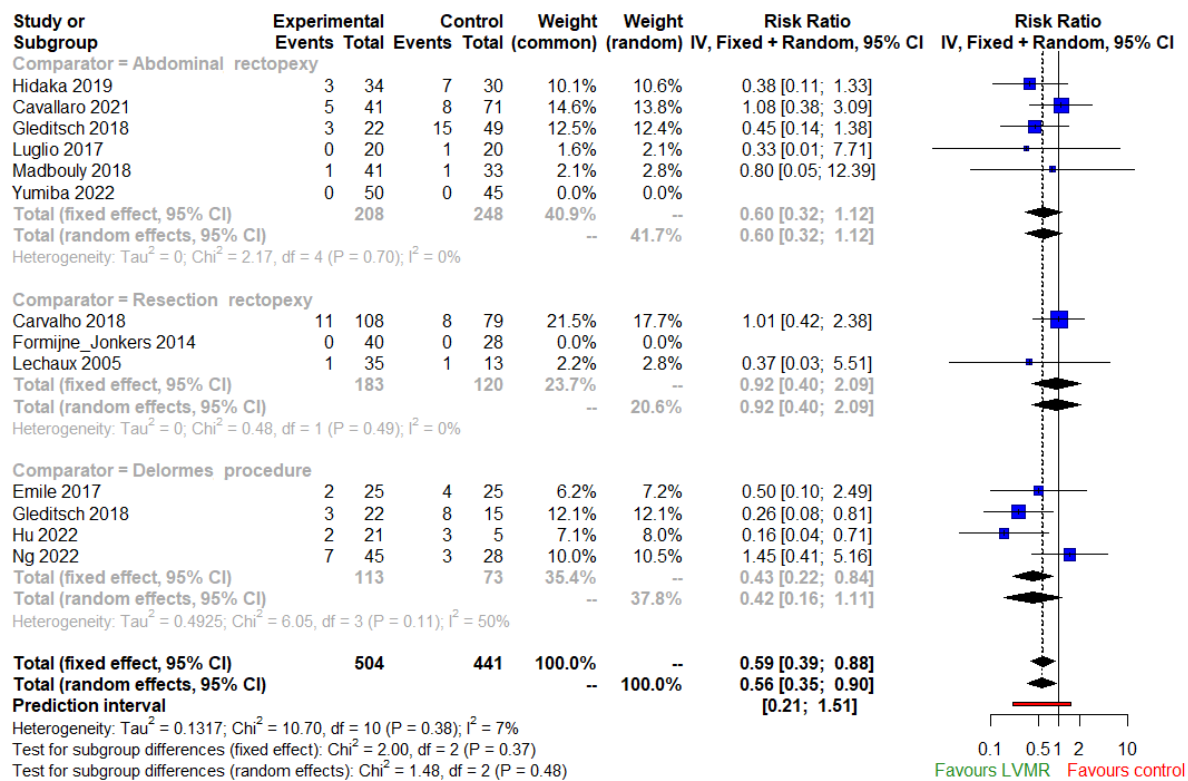 Study or Experimental Control Weight Weight Risk Ratio Risk Ratio
Subgroup Events Total Events Total (common) (random) IV, Fixed + Random, 95% CI IV, Fixed + Random, 95% CI
Comparator = Abdominal rectopexy
Hidaka 2019 3 34 7 30 10.1% 10.6% 0.38 [0.11; 1.33]
Cavallaro 2021 5 41 8 71 14.6% 13.8% 1.08 [0.38; 3.09]
Gleditsch 2018 3 22 15 49 12.5% 12.4% 0.45 [0.14; 1.38]
Luglio 2017 0 20 1 20 1.6% 2.1% 0.33 [0.01; 7.71]
Madbouly 2018 1 41 1 33 2.1% 2.8% 0.80 [0.05; 12.39]
Yumiba 2022 0 50 0 45 0.0% 0.0%
Total (fixed effect, 95% CI) 208 248 40.9% -- 0.60 [0.32; 1.12]
Total (random effects, 95% CI) -- 41.7% 0.60 [0.32; 1.12]
Heterogeneity: Tau² = 0; Chi² = 2.17, df = 4 (P = 0.70); I² = 0%
Comparator = Resection rectopexy
Carvalho 2018 11 108 8 79 21.5% 17.7% 1.01 [0.42; 2.38]
Formijne_Jonkers 2014 0 40 0 28 0.0% 0.0%
Lechaux 2005 1 35 1 13 2.2% 2.8% 0.37 [0.03; 5.51]
Total (fixed effect, 95% CI) 183 120 23.7% -- 0.92 [0.40; 2.09]
Total (random effects, 95% CI) -- 20.6% 0.92 [0.40; 2.09]
Heterogeneity: Tau² = 0; Chi² = 0.48, df = 1 (P = 0.49); I² = 0%
Comparator = Delormes procedure
Emile 2017 2 25 4 25 6.2% 7.2% 0.50 [0.10; 2.49]
Gleditsch 2018 3 22 8 15 12.1% 12.1% 0.26 [0.08; 0.81]
Hu 2022 2 21 3 5 7.1% 8.0% 0.16 [0.04; 0.71]
Ng 2022 7 45 3 28 10.0% 10.5% 1.45 [0.41; 5.16]
Total (fixed effect, 95% CI) 113 73 35.4% -- 0.43 [0.22; 0.84]
Total (random effects, 95% CI) -- 37.8% 0.42 [0.16; 1.11]
Heterogeneity: Tau² = 0.4925; Chi² = 6.05, df = 3 (P = 0.11); I² = 50%
Total (fixed effect, 95% CI) 504 441 100.0% -- 0.59 [0.39; 0.88]
Total (random effects, 95% CI) -- 100.0% 0.56 [0.35; 0.90]
Prediction interval [0.21; 1.51]
Heterogeneity: Tau² = 0.1317; Chi² = 10.70, df = 10 (P = 0.38); I² = 7%
Test for subgroup differences (fixed effect): Chi² = 2.00, df = 2 (P = 0.37)
Test for subgroup differences (random effects): Chi² = 1.48, df = 2 (P = 0.48)
0.1 0.5 1 2 10
Favours LVMR Favours control